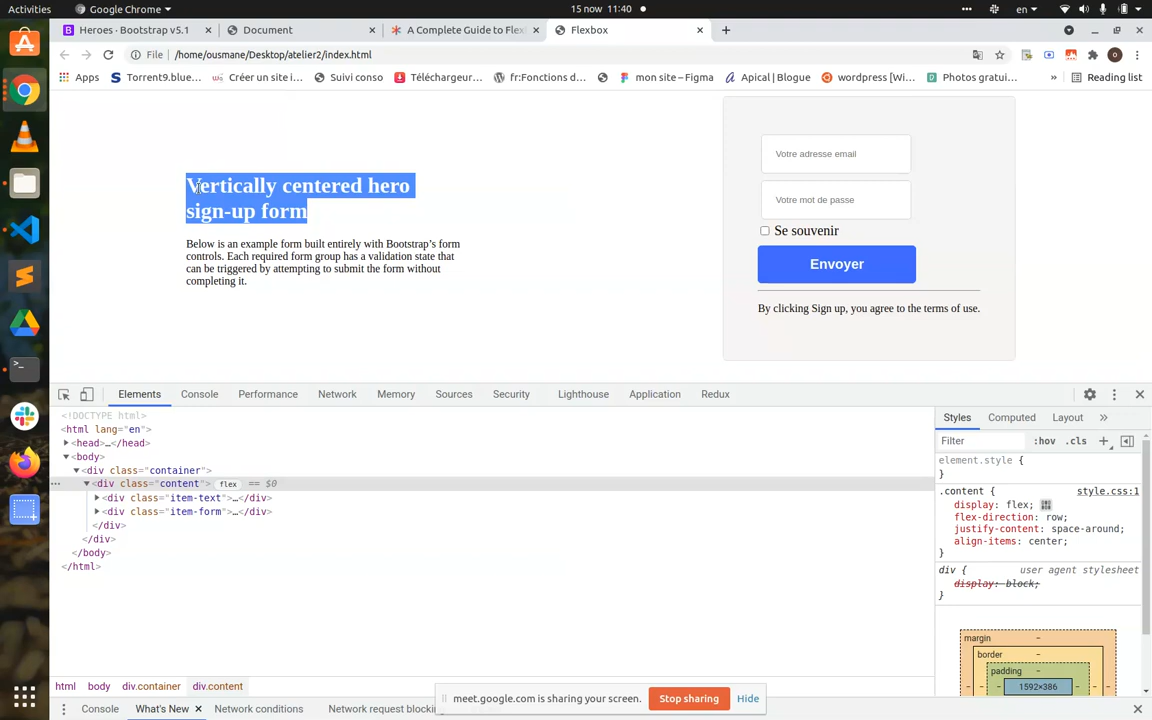 Activities
Google Chrome
15 now 11:40
en
Heroes · Bootstrap v5.1
Document
A Complete Guide to Flex
Flexbox
File
/home/ousmane/Desktop/atelier2/index.html
Apps
Torrent9.blue...
Créer un site i...
Suivi conso
Téléchargeur...
fr:Fonctions d...
mon site – Figma
Apical | Blogue
wordpress [Wi...
Photos gratui...
»
Reading list
Vertically centered hero
sign-up form
Below is an example form built entirely with Bootstrap's form
controls. Each required form group has a validation state that
can be triggered by attempting to submit the form without
completing it.
Votre adresse email
Votre mot de passe
Se souvenir
Envoyer
By clicking Sign up, you agree to the terms of use.
Elements
Console
Performance
Network
Memory
Sources
Security
Lighthouse
Application
Redux
<!DOCTYPE html>
<html lang="en">
<head>…</head>
<body>
<div class="container">
<div class="content"> flex == $0
<div class="item-text">…</div>
<div class="item-form">…</div>
</div>
</div>
</body>
</html>
Styles
Computed
Layout
»
Filter
:hov
.cls
+
element.style {
}
.content {
style.css:1
display: flex;
flex-direction: row;
justify-content: space-around;
align-items: center;
}
div {
user agent stylesheet
display: block;
}
margin
-
border
-
padding
-
1592×386
html
body
div.container
div.content
meet.google.com is sharing your screen.
Stop sharing
Hide
Console
What's New
Network conditions
Network request blockin